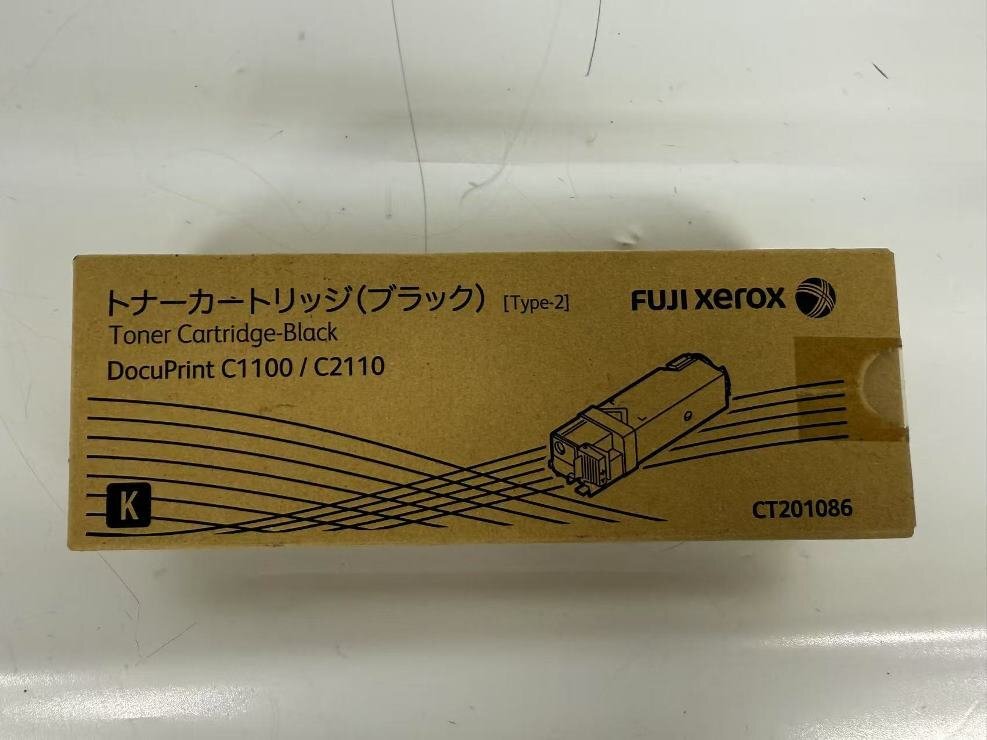 トナーカートリッジ(ブラック) [Type-2]
FUJI xerox
Toner Cartridge-Black
DocuPrint C1100 / C2110
K
CT201086